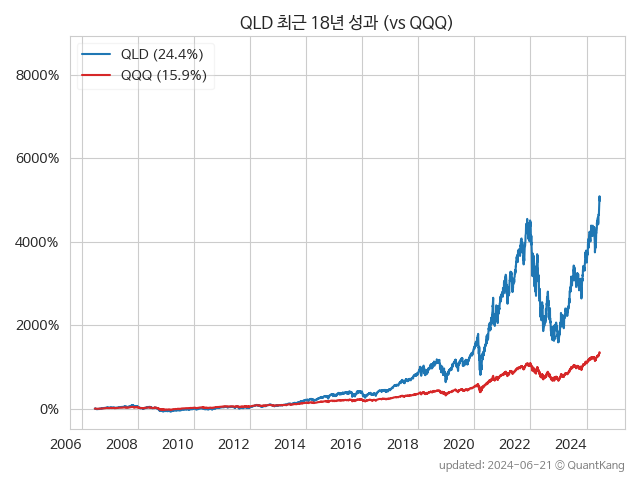 QLD 최근 18년 성과 (vs QQQ)
QLD (24.4%)
QQQ (15.9%)
8000%
6000%
4000%
2000%
0%
2006 2008 2010 2012 2014 2016 2018 2020 2022 2024
updated: 2024-06-21 © QuantKang